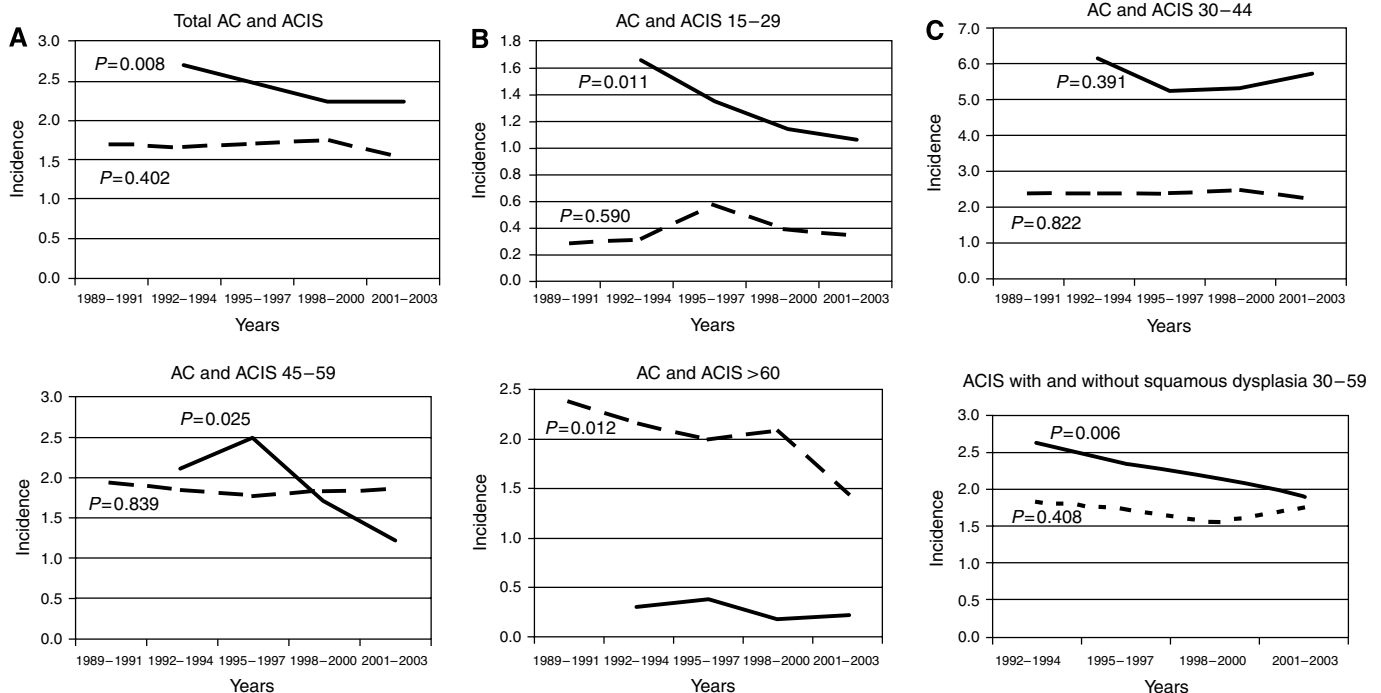 A
Total AC and ACIS
3.0
2.5
2.0
1.5
1.0
0.5
0.0
Incidence
P=0.008
P=0.402
1989–1991 1992–1994 1995–1997 1998–2000 2001–2003
Years
B
AC and ACIS 15–29
1.8
1.6
1.4
1.2
1.0
0.8
0.6
0.4
0.2
0.0
Incidence
P=0.011
P=0.590
1989–1991 1992–1994 1995–1997 1998–2000 2001–2003
Years
C
AC and ACIS 30–44
7.0
6.0
5.0
4.0
3.0
2.0
1.0
0.0
Incidence
P=0.391
P=0.822
1989–1991 1992–1994 1995–1997 1998–2000 2001–2003
Years
AC and ACIS 45–59
3.0
2.5
2.0
1.5
1.0
0.5
0.0
Incidence
P=0.025
P=0.839
1989–1991 1992–1994 1995–1997 1998–2000 2001–2003
Years
AC and ACIS >60
2.5
2.0
1.5
1.0
0.5
0.0
Incidence
P=0.012
1989–1991 1992–1994 1995–1997 1998–2000 2001–2003
Years
ACIS with and without squamous dysplasia 30–59
3.0
2.5
2.0
1.5
1.0
0.5
0.0
Incidence
P=0.006
P=0.408
1992–1994 1995–1997 1998–2000 2001–2003
Years